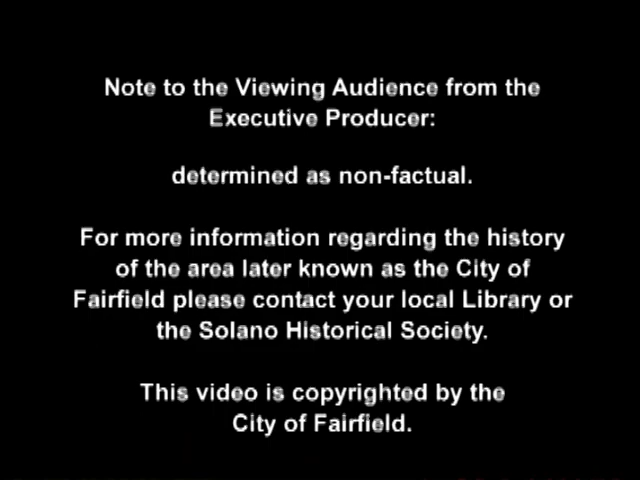 Note to the Viewing Audience from the
Executive Producer:
determined as non-factual.
For more information regarding the history
of the area later known as the City of
Fairfield please contact your local Library or
the Solano Historical Society.
This video is copyrighted by the
City of Fairfield.